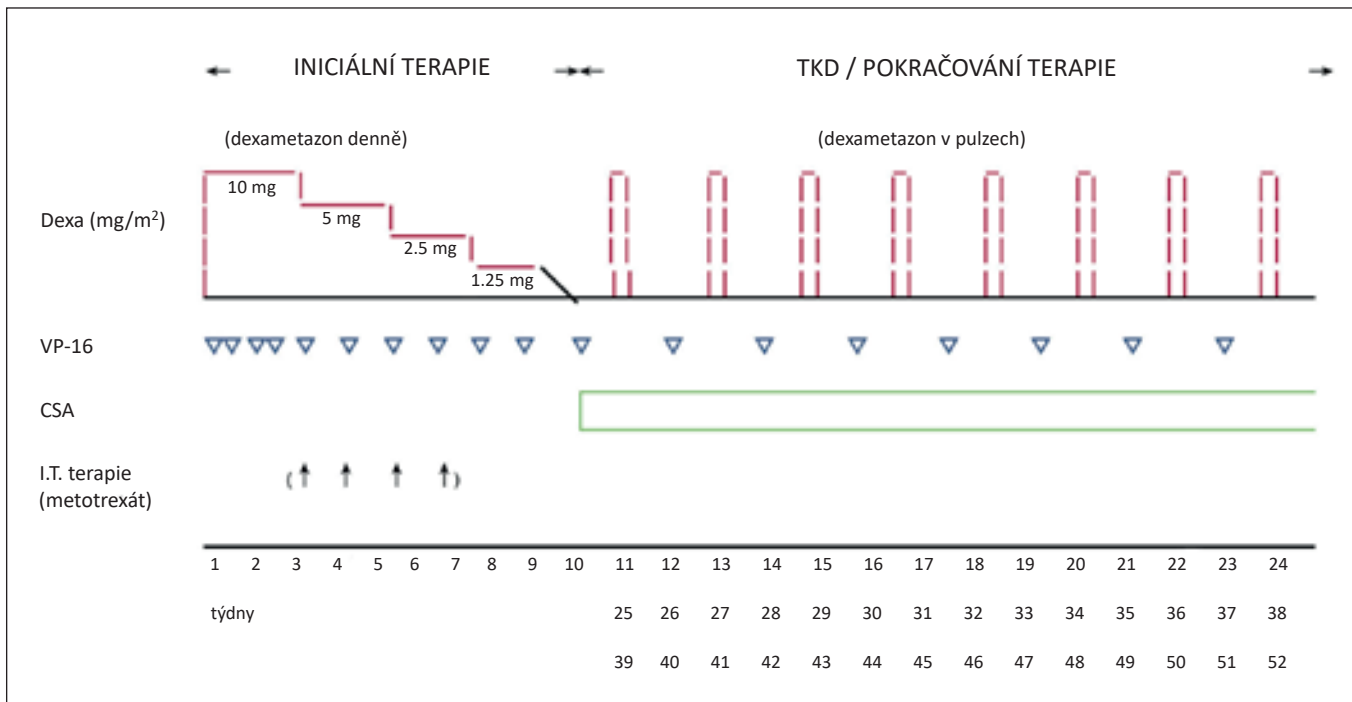 INICIÁLNÍ TERAPIE
TKD / POKRAČOVÁNÍ TERAPIE
(dexametazon denně)
(dexametazon v pulzech)
Dexa (mg/m²)
10 mg
5 mg
2.5 mg
1.25 mg
VP-16
CSA
I.T. terapie
(metotrexát)
( )
1 2 3 4 5 6 7 8 9 10 11 12 13 14 15 16 17 18 19 20 21 22 23 24
týdny 25 26 27 28 29 30 31 32 33 34 35 36 37 38
39 40 41 42 43 44 45 46 47 48 49 50 51 52